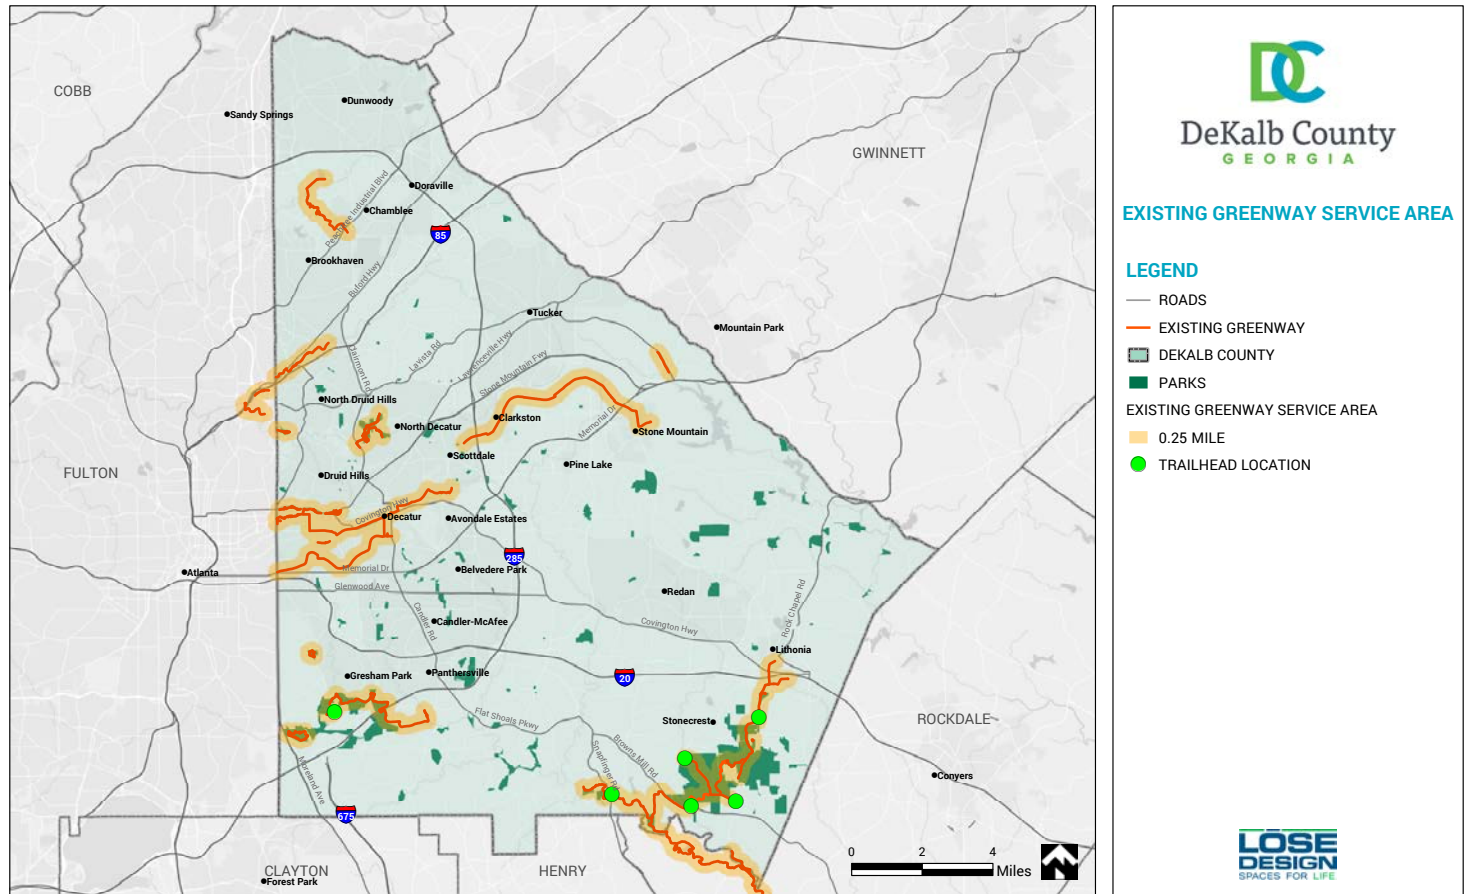 COBB
Sandy Springs
Dunwoody
GWINNETT
Doraville
Peachtree Industrial Blvd
Chamblee
85
Brookhaven
Buford Hwy
Tucker
Mountain Park
Lavista Rd
Lawrenceville Hwy
Clairmont Rd
Stone Mountain Fwy
North Druid Hills
Clarkston
North Decatur
Memorial Dr
Stone Mountain
Scottdale
Pine Lake
FULTON
Druid Hills
Covington Hwy
Decatur
Avondale Estates
285
Atlanta
Memorial Dr
Belvedere Park
Glenwood Ave
Redan
Rock Chapel Rd
Candler Rd
Candler-McAfee
Covington Hwy
Lithonia
Gresham Park
Panthersville
20
Flat Shoals Pkwy
Stonecrest
ROCKDALE
Snapfinger Rd
Browns Mill Rd
Moreland Ave
Conyers
675
CLAYTON
Forest Park
HENRY
0 2 4
Miles
DC
DeKalb County
GEORGIA
EXISTING GREENWAY SERVICE AREA
LEGEND
ROADS
EXISTING GREENWAY
DEKALB COUNTY
PARKS
EXISTING GREENWAY SERVICE AREA
0.25 MILE
TRAILHEAD LOCATION
LOSE
DESIGN
SPACES FOR LIFE